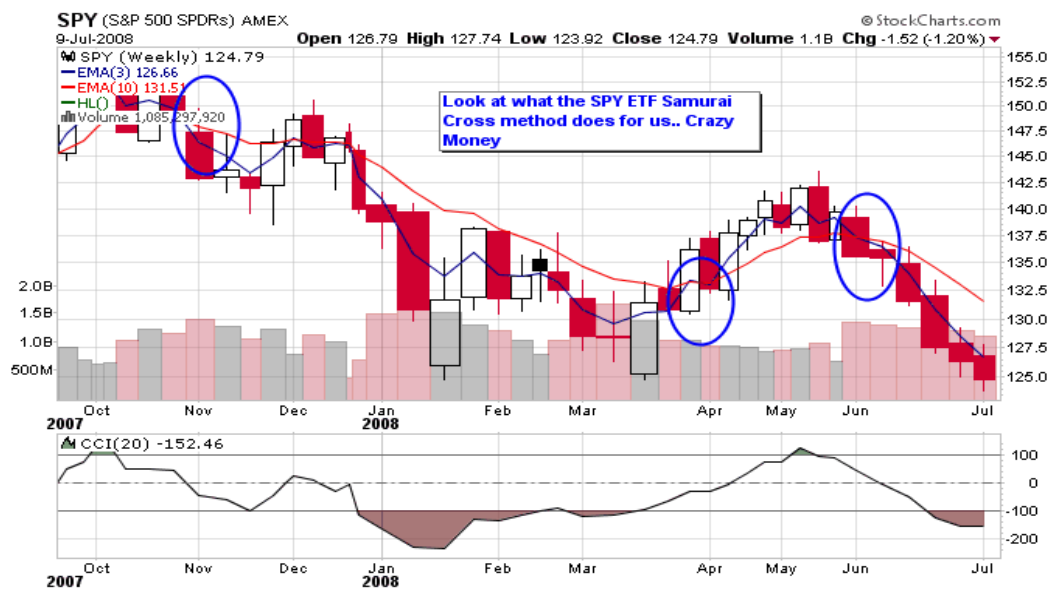 SPY (S&P 500 SPDRs) AMEX
© StockCharts.com
9-Jul-2008
Open 126.79 High 127.74 Low 123.92 Close 124.79 Volume 1.1B Chg -1.52 (-1.20%)
SPY (Weekly) 124.79
EMA(3) 126.66
EMA(10) 131.51
HL()
Volume 1,085,297,920
Look at what the SPY ETF Samurai
Cross method does for us.. Crazy
Money
155.0
152.5
150.0
147.5
145.0
142.5
140.0
137.5
135.0
132.5
130.0
127.5
125.0
2.0B
1.5B
1.0B
500M
Oct Nov Dec Jan Feb Mar Apr May Jun Jul
2007 2008
CCI(20) -152.46
100
0
-100
-200
Oct Nov Dec Jan Feb Mar Apr May Jun Jul
2007 2008